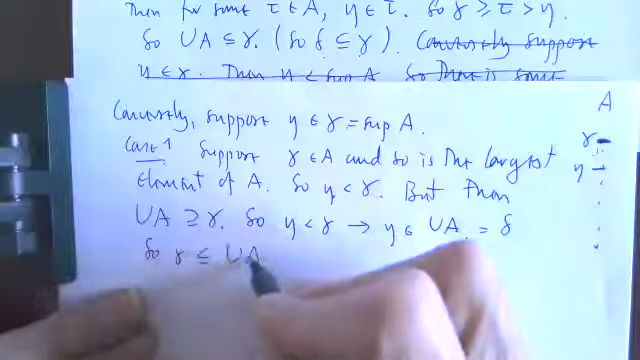 Then for some τ ∈ A, η ∈ τ. So γ ≥ τ > η.
So ∪A ⊆ γ. (So δ ⊆ γ). Conversely suppose
η ∈ γ. Then η < sup A So there is some
Conversely, suppose η ∈ γ = sup A.
Case 1 Suppose γ ∈ A and so is the largest
element of A. So η < γ. But then
∪A ≥ γ. So η < γ → η ∈ ∪A = δ
So γ ≤ ∪A
A
γ
η